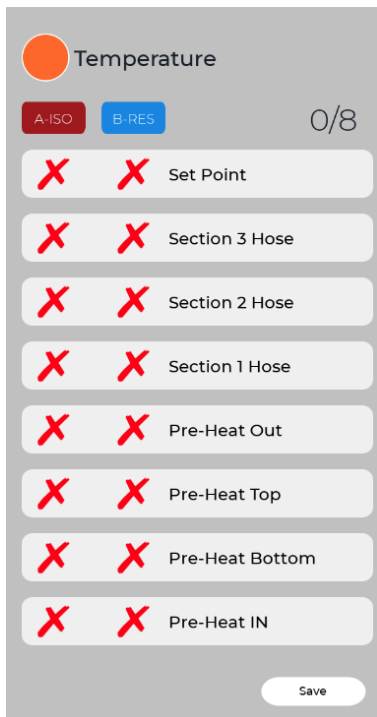 Temperature
A-ISO B-RES 0/8
Set Point
Section 3 Hose
Section 2 Hose
Section 1 Hose
Pre-Heat Out
Pre-Heat Top
Pre-Heat Bottom
Pre-Heat IN
Save